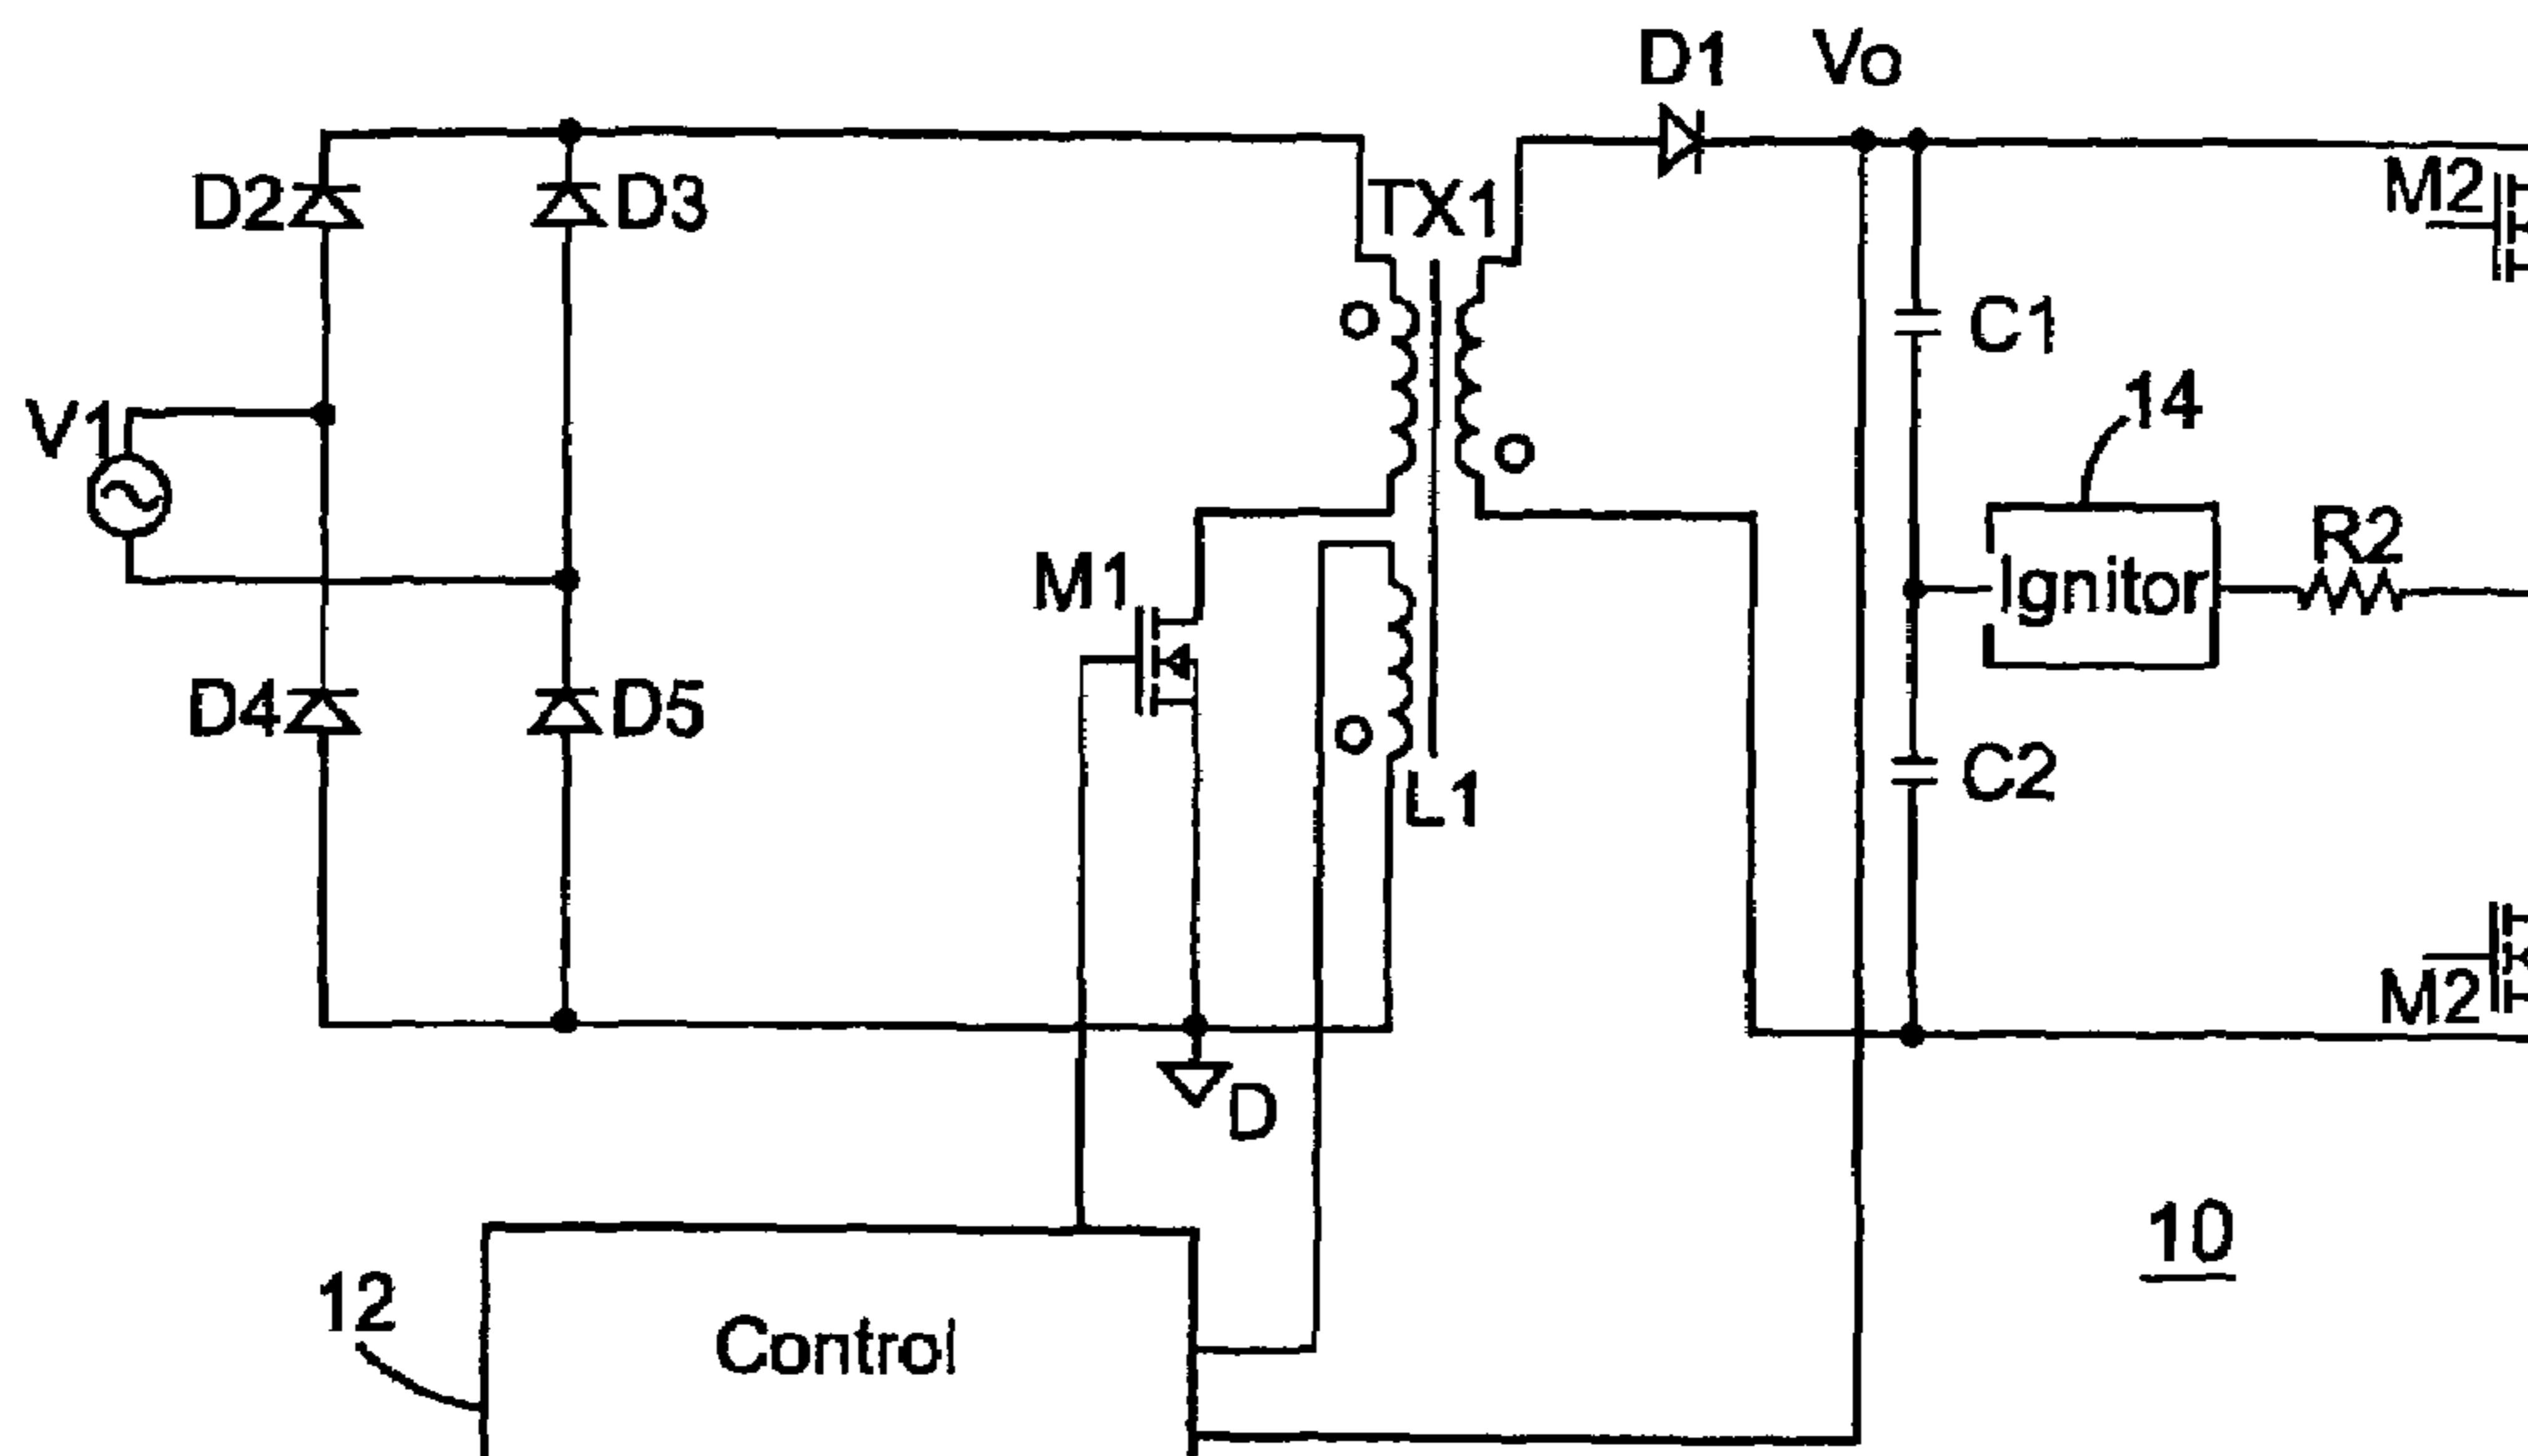 D1 Vo
D2 D3 TX1 M2
V1 C1
14
M1 Ignitor R2
D4 D5 C2
L1
M2
D
10
12 Control